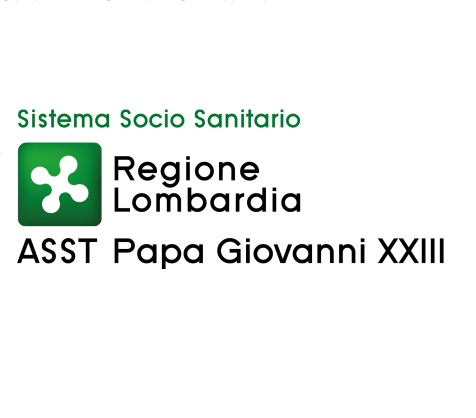 Sistema Socio Sanitario
Regione
Lombardia
ASST Papa Giovanni XXIII